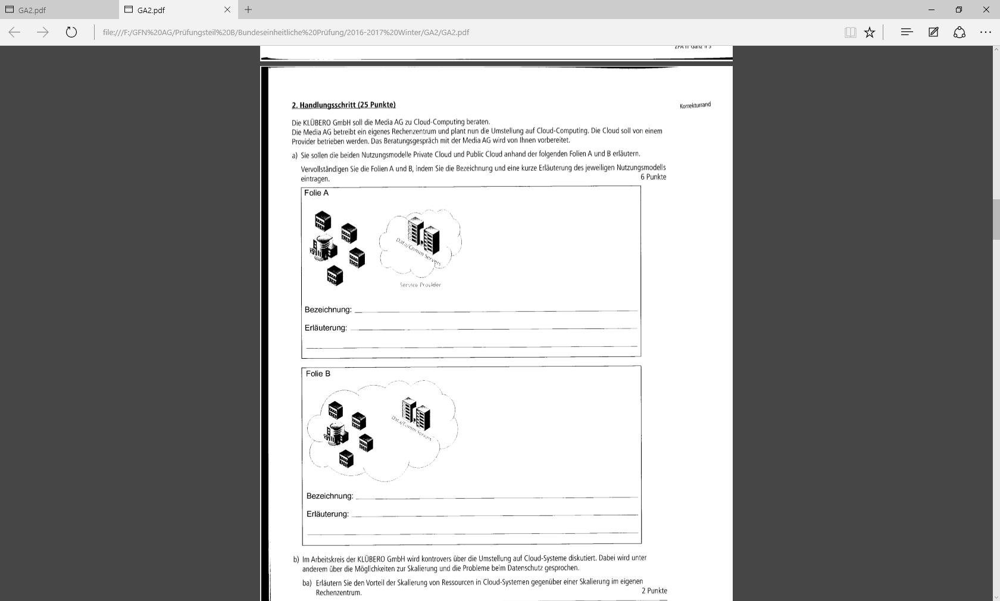 GA2.pdf
GA2.pdf
file:///F:/GFN%20AG/Prüfungsteil%20B/Bundeseinheitliche%20Prüfung/2016-2017%20Winter/GA2/GA2.pdf
2. Handlungsschritt (25 Punkte)
Korrekturrand
Die KLÜBERO GmbH soll die Media AG zu Cloud-Computing beraten.
Die Media AG betreibt ein eigenes Rechenzentrum und plant nun die Umstellung auf Cloud-Computing. Die Cloud soll von einem
Provider betrieben werden. Das Beratungsgespräch mit der Media AG wird von Ihnen vorbereitet.
a) Sie sollen die beiden Nutzungsmodelle Private Cloud und Public Cloud anhand der folgenden Folien A und B erläutern.
Vervollständigen Sie die Folien A und B, indem Sie die Bezeichnung und eine kurze Erläuterung des jeweiligen Nutzungsmodells
eintragen.
6 Punkte
Folie A
Data/Comm Servers
Service Provider
Bezeichnung:
Erläuterung:
Folie B
Data/Comm Servers
Bezeichnung:
Erläuterung:
b) Im Arbeitskreis der KLÜBERO GmbH wird kontrovers über die Umstellung auf Cloud-Systeme diskutiert. Dabei wird unter
anderem über die Möglichkeiten zur Skalierung und die Probleme beim Datenschutz gesprochen.
ba) Erläutern Sie den Vorteil der Skalierung von Ressourcen in Cloud-Systemen gegenüber einer Skalierung im eigenen
Rechenzentrum.
2 Punkte